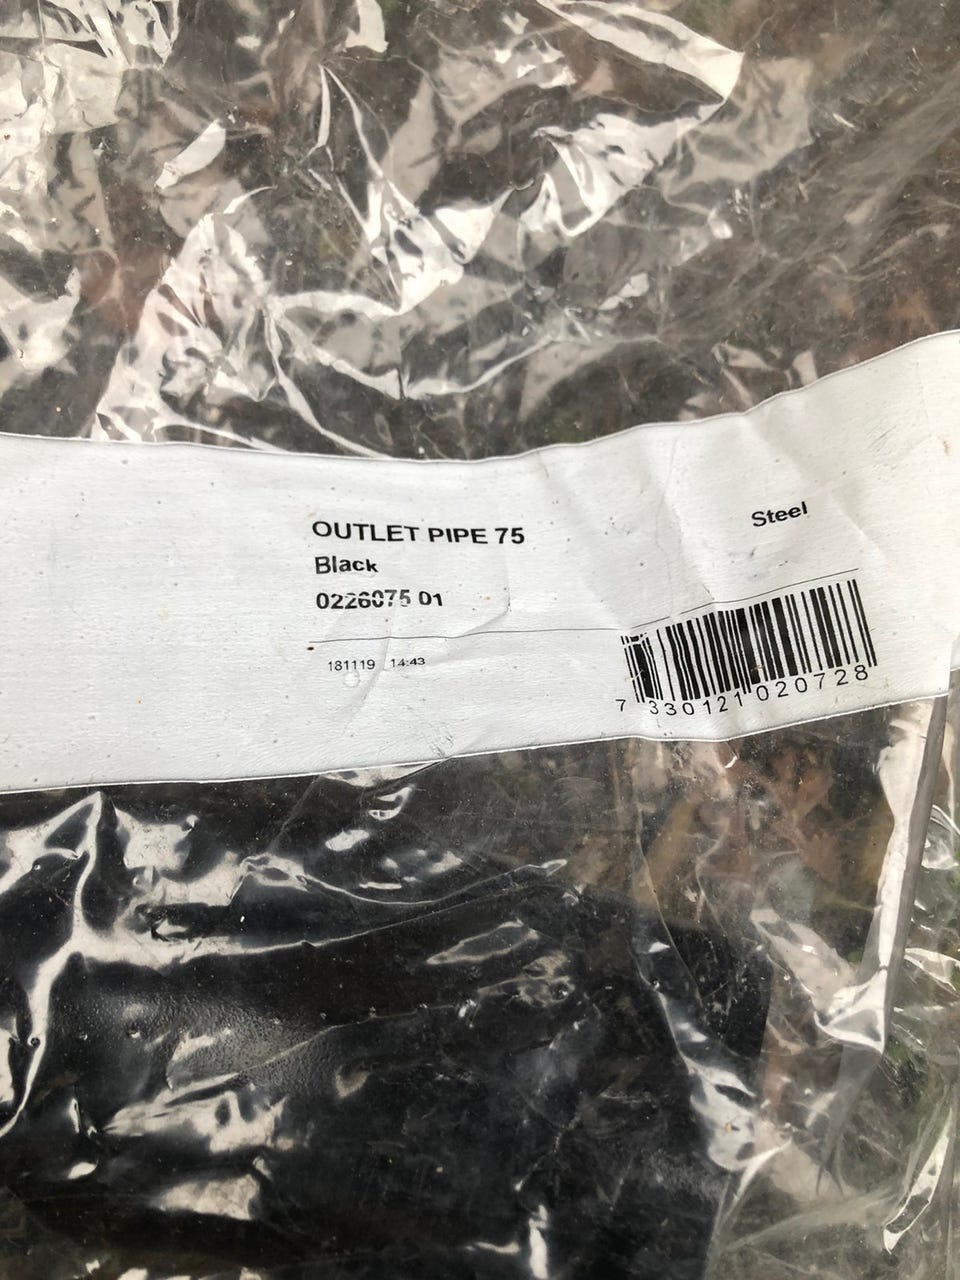 OUTLET PIPE 75
Steel
Black
0226075 01
181119 14:43
7 330121 020728